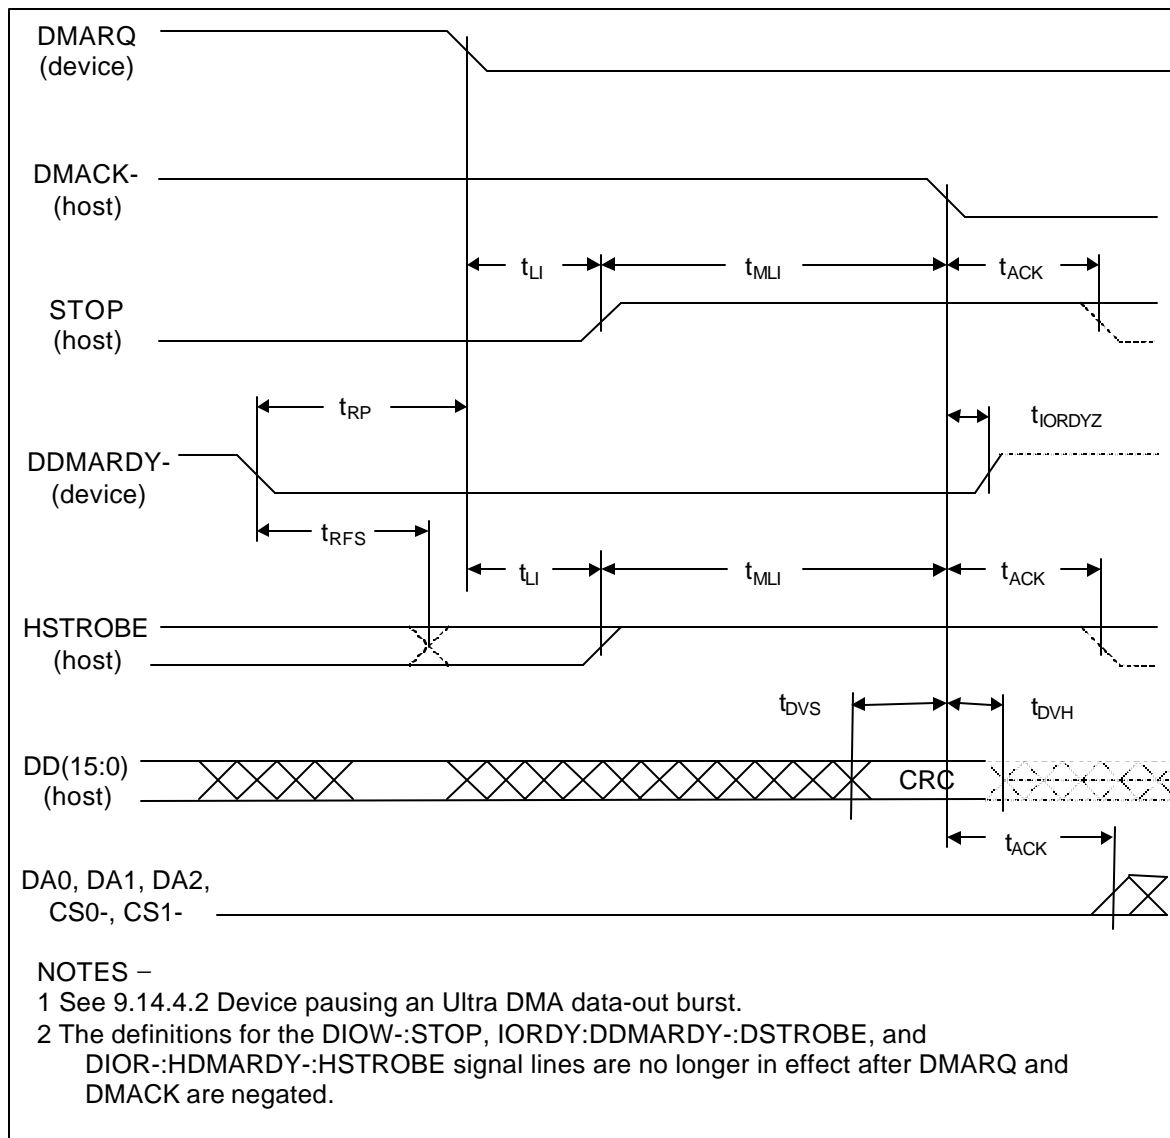 DMARQ
(device)
DMACK-
(host)
tLI
tMLI
tACK
STOP
(host)
tRP
tIORDYZ
DDMARDY-
(device)
tRFS
tLI
tMLI
tACK
HSTROBE
(host)
tDVS
tDVH
DD(15:0)
(host)
CRC
tACK
DA0, DA1, DA2,
CS0-, CS1-
NOTES –
1 See 9.14.4.2 Device pausing an Ultra DMA data-out burst.
2 The definitions for the DIOW-:STOP, IORDY:DDMARDY-:DSTROBE, and
DIOR-:HDMARDY-:HSTROBE signal lines are no longer in effect after DMARQ and
DMACK are negated.